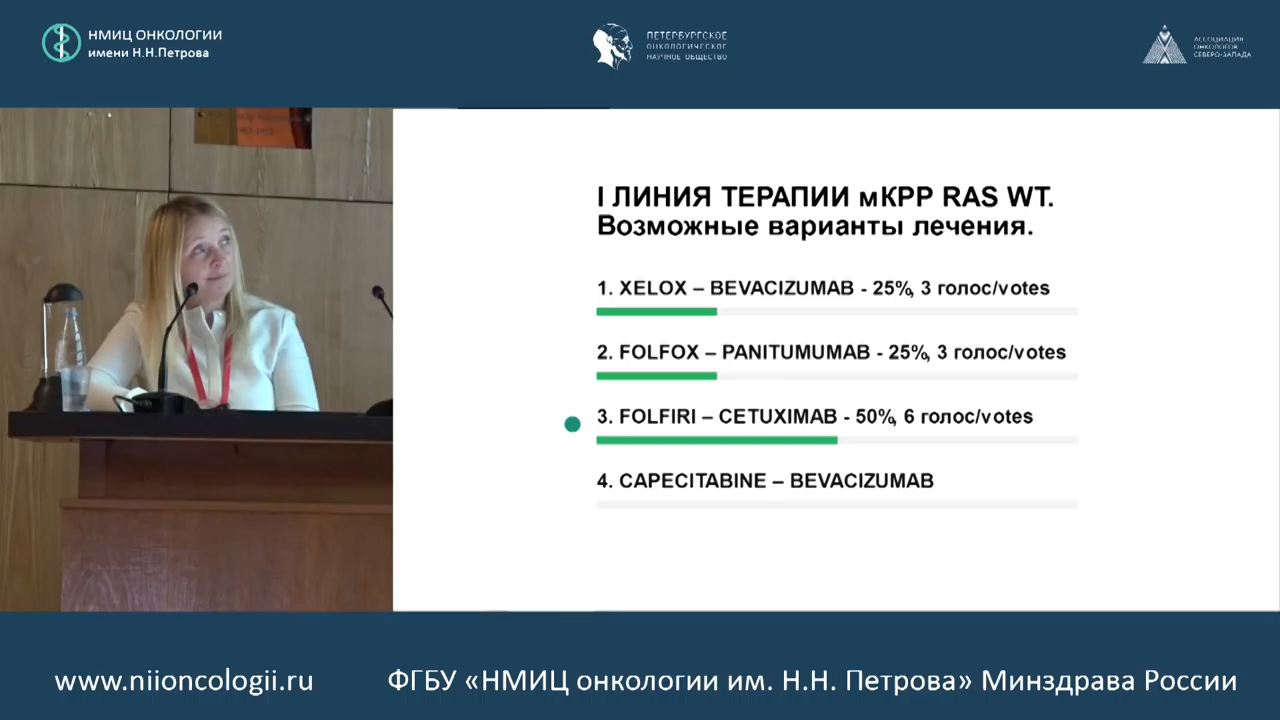 НМИЦ ОНКОЛОГИИ
имени Н.Н.Петрова
ПЕТЕРБУРГСКОЕ
ОНКОЛОГИЧЕСКОЕ
НАУЧНОЕ ОБЩЕСТВО
АССОЦИАЦИЯ
ОНКОЛОГОВ
СЕВЕРО-ЗАПАДА
I ЛИНИЯ ТЕРАПИИ мКРР RAS WT.
Возможные варианты лечения.
1. XELOX – BEVACIZUMAB - 25%, 3 голос/votes
2. FOLFOX – PANITUMUMAB - 25%, 3 голос/votes
3. FOLFIRI – CETUXIMAB - 50%, 6 голос/votes
4. CAPECITABINE – BEVACIZUMAB
www.niioncologii.ru
ФГБУ «НМИЦ онкологии им. Н.Н. Петрова» Минздрава России